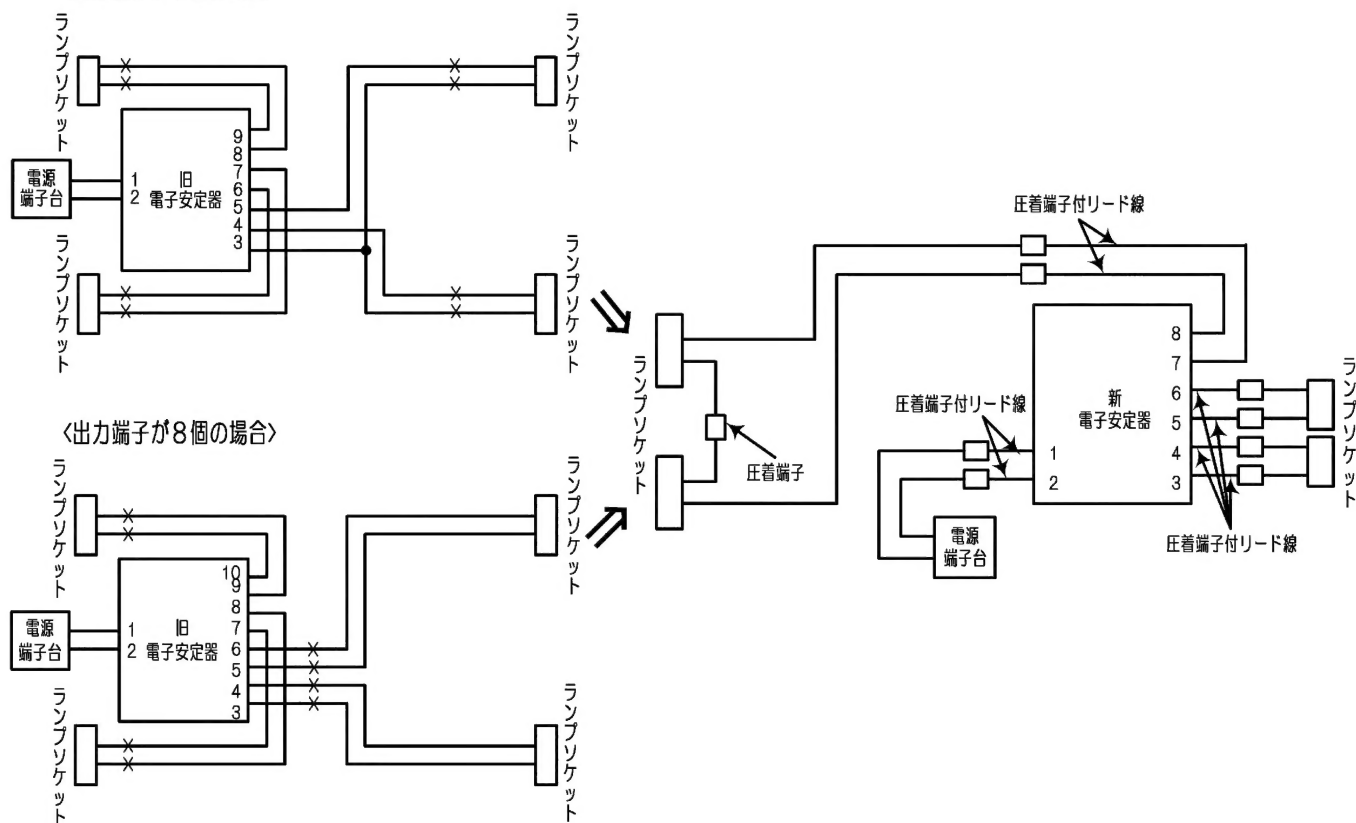 ランプソケット
ランプソケット
9
8
7
6
5
4
3
1
2
旧
電子安定器
電源
端子台
ランプソケット
ランプソケット
〈出力端子が8個の場合〉
ランプソケット
ランプソケット
10
9
8
7
6
5
4
3
1
2
旧
電子安定器
電源
端子台
ランプソケット
ランプソケット
圧着端子付リード線
ランプソケット
圧着端子
圧着端子付リード線
8
7
6
5
4
3
1
2
新
電子安定器
ランプソケット
電源
端子台
圧着端子付リード線